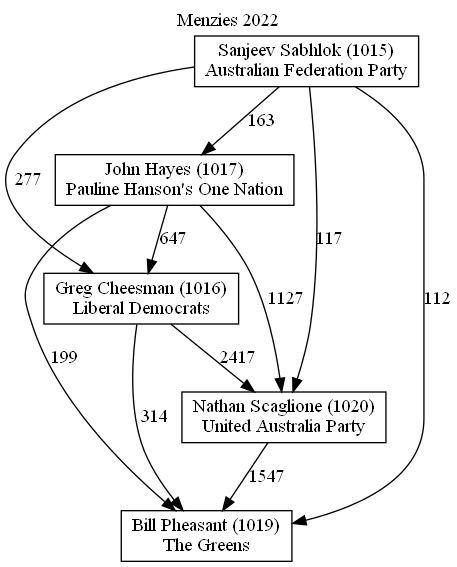 Menzies 2022
Sanjeev Sabhlok (1015)
Australian Federation Party
163
John Hayes (1017)
Pauline Hanson's One Nation
277
647
117
Greg Cheesman (1016)
Liberal Democrats
1127
112
199
2417
Nathan Scaglione (1020)
United Australia Party
314
1547
Bill Pheasant (1019)
The Greens